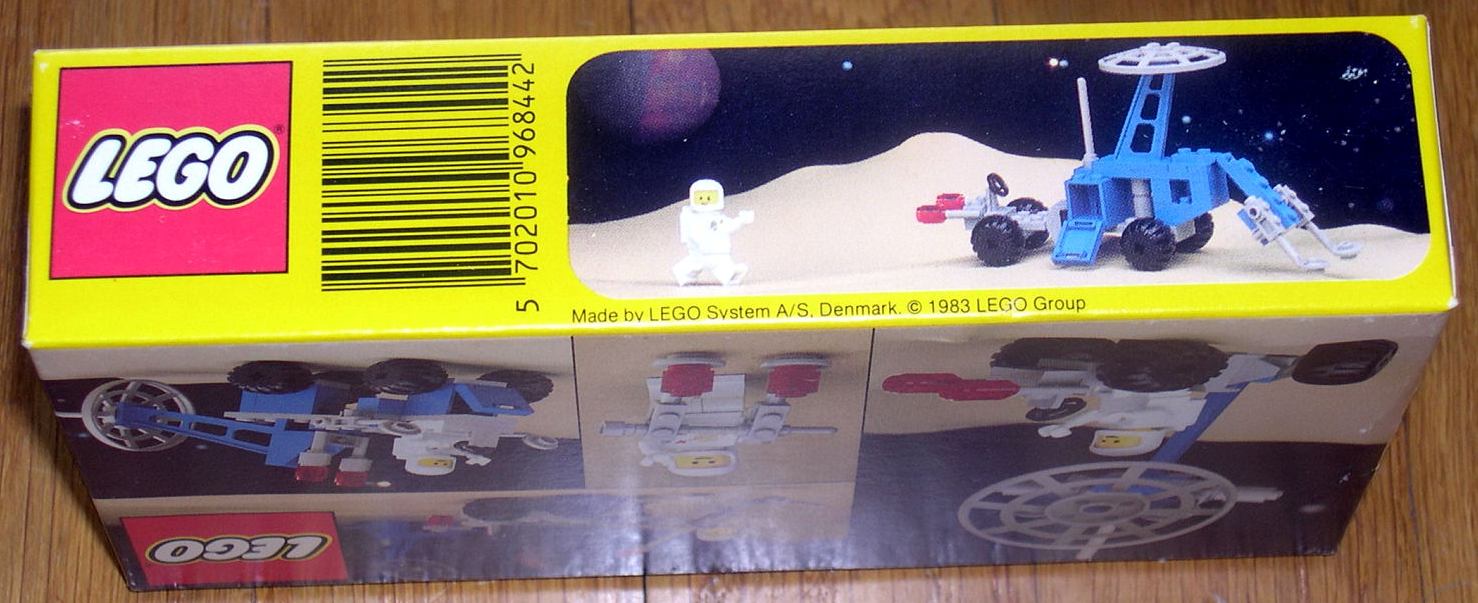 LEGO®
5 702010 968442
Made by LEGO System A/S, Denmark. © 1983 LEGO Group
LEGO